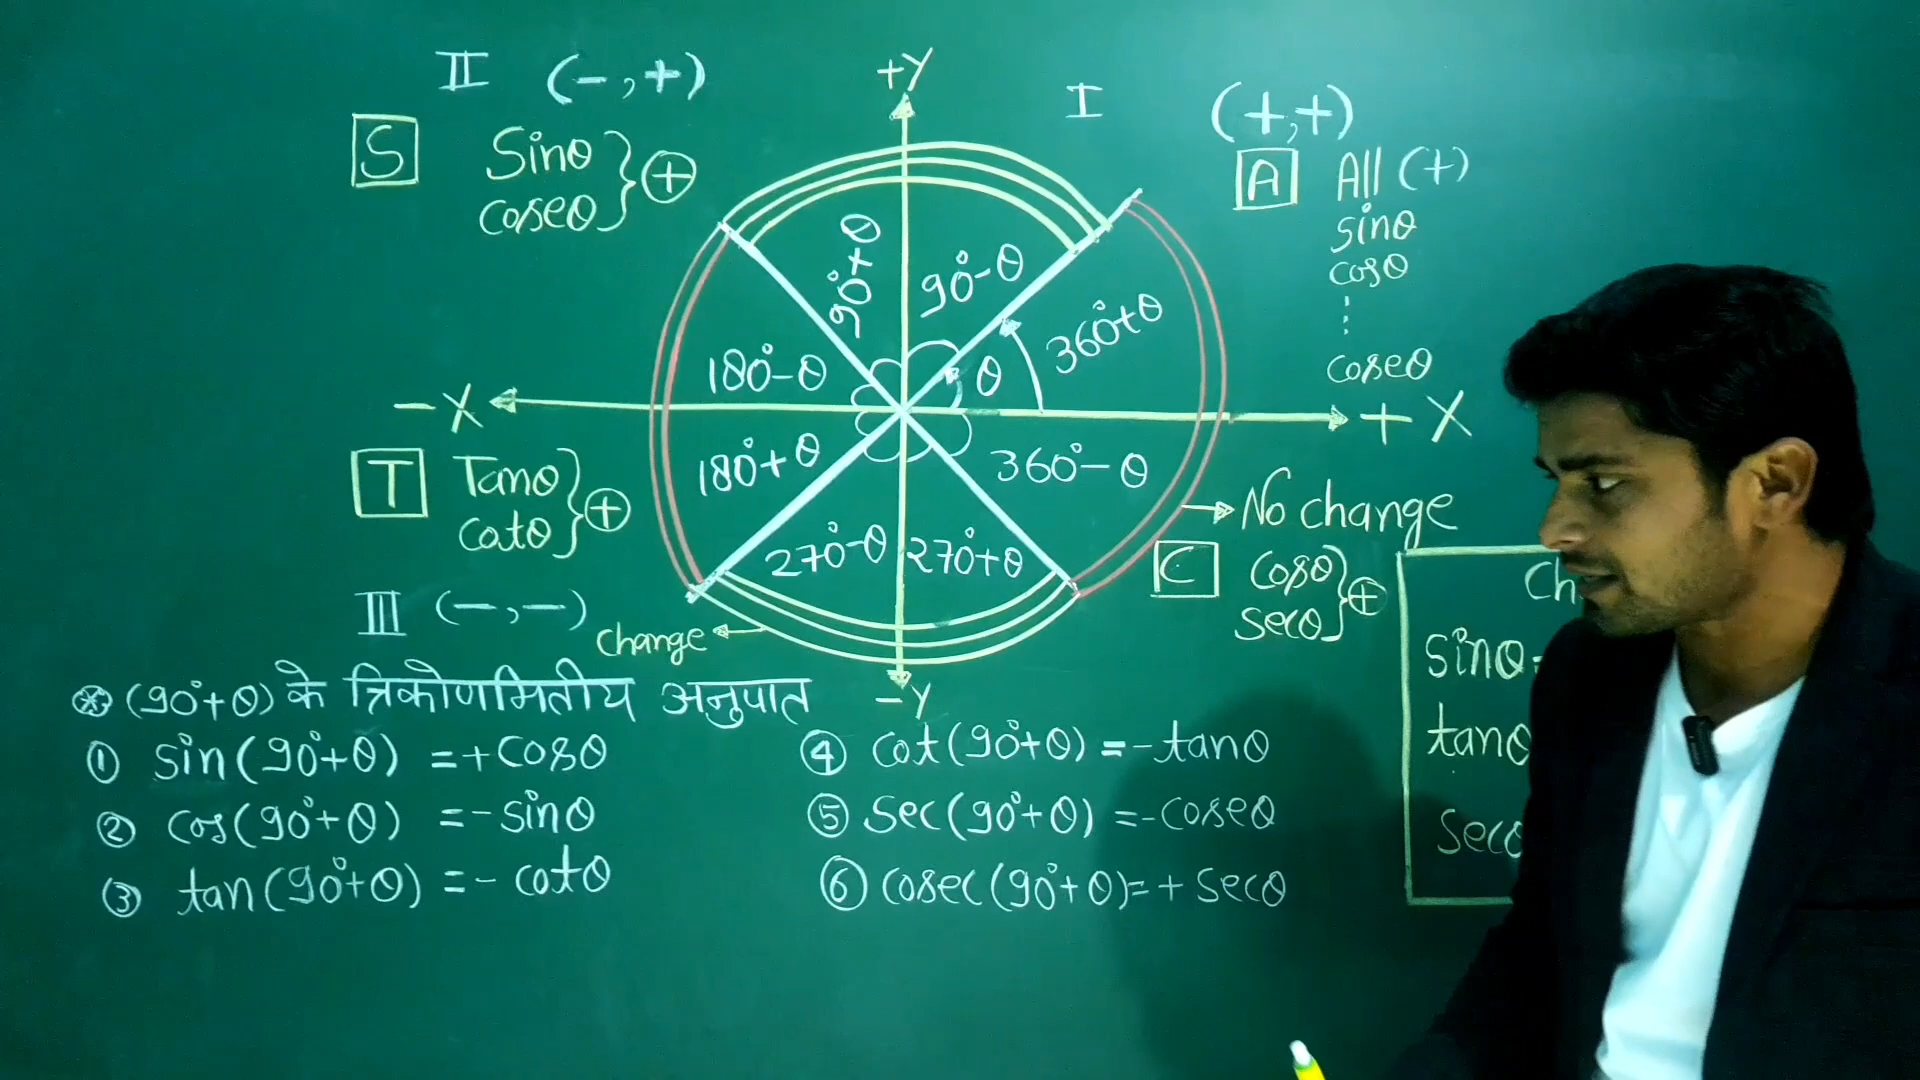 II (-,+)
S Sinθ
cosecθ } ⊕
+Y
I (+,+)
A All (+)
sinθ
cosθ
⋮
cosecθ
90°+θ 90°-θ
180°-θ θ 360°+θ
-X +X
180°+θ 360°-θ
270°-θ 270°+θ
T Tanθ
Cotθ } ⊕
III (-,-)
Change ←
→ No change
C Cosθ
Secθ } ⊕
-Y
⊛ (90°+θ) के त्रिकोणमितीय अनुपात
① sin(90°+θ) = +cosθ
② cos(90°+θ) = -sinθ
③ tan(90°+θ) = - cotθ
④ cot(90°+θ) = -tanθ
⑤ Sec(90°+θ) = -cosecθ
⑥ cosec(90°+θ) = + secθ
Ch
sinθ
tanθ
secθ